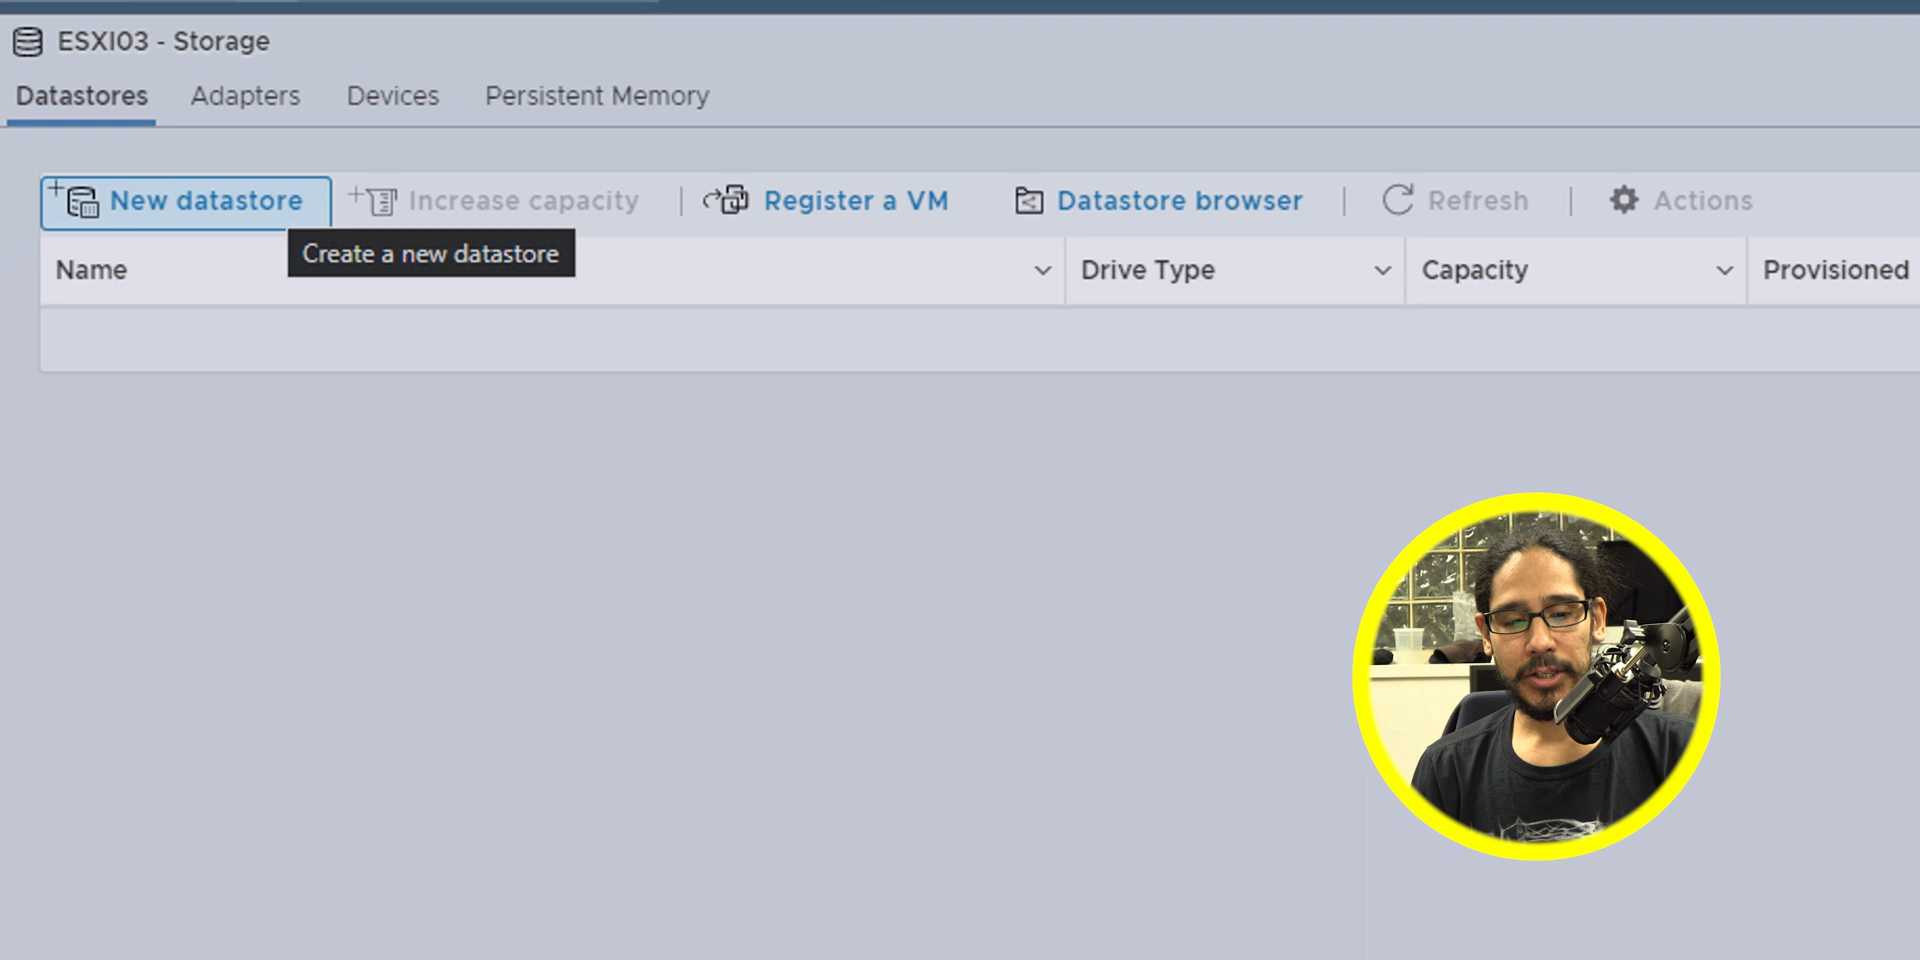 ESXI03 - Storage
Datastores Adapters Devices Persistent Memory
New datastore Increase capacity Register a VM Datastore browser Refresh Actions
Create a new datastore
Name Drive Type Capacity Provisioned